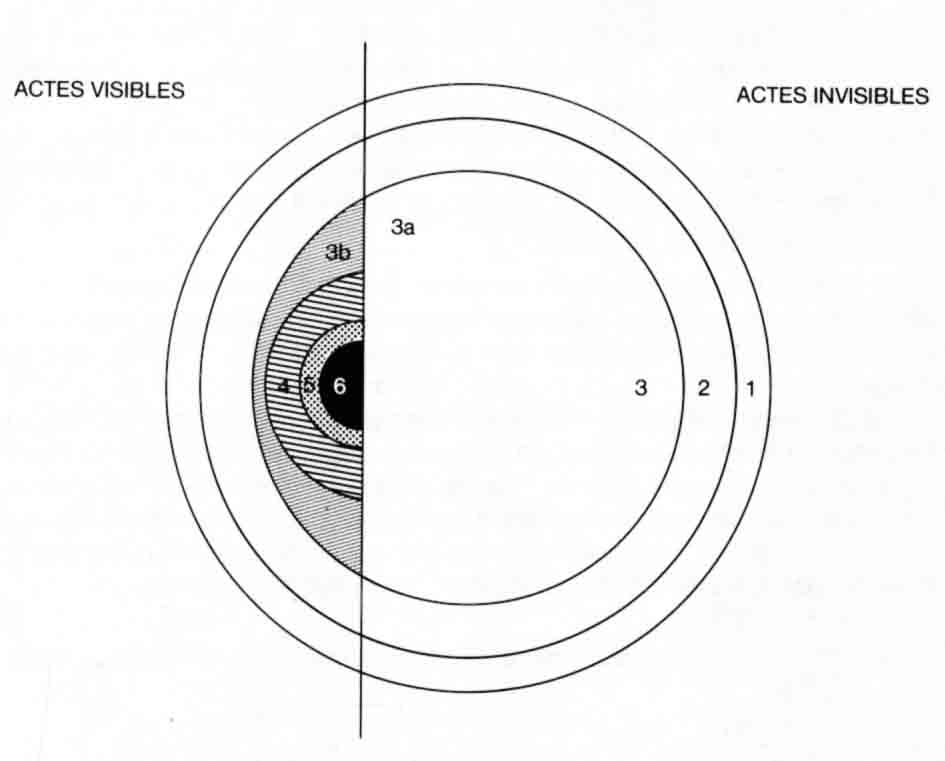 ACTES VISIBLES
ACTES INVISIBLES
3a
3b
4 5 6 3 2 1